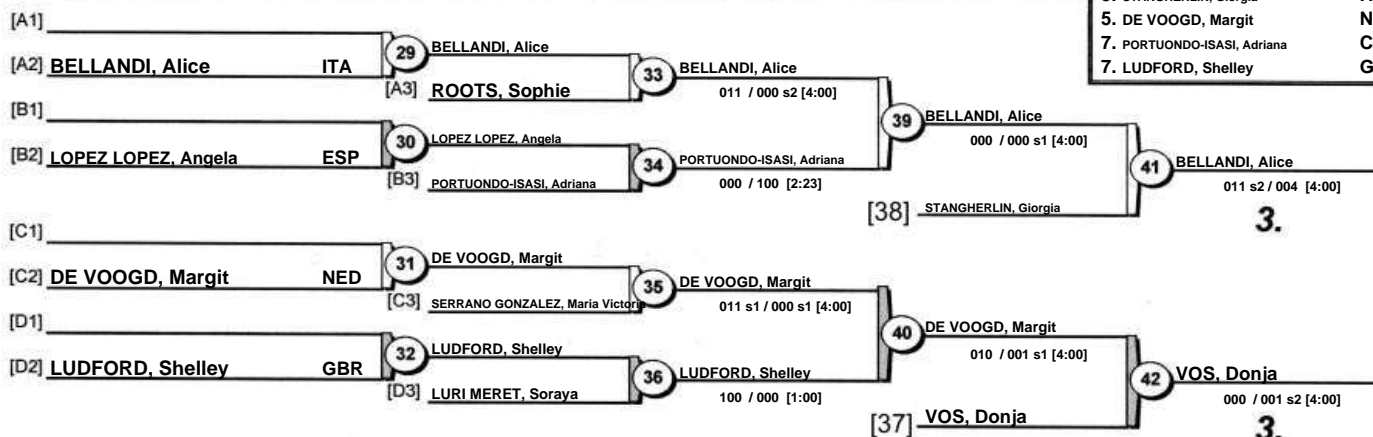 [A1]
[A2] BELLANDI, Alice ITA
29 BELLANDI, Alice
[A3] ROOTS, Sophie
33 BELLANDI, Alice
011 / 000 s2 [4:00]
[B1]
[B2] LOPEZ LOPEZ, Angela ESP
30 LOPEZ LOPEZ, Angela
[B3] PORTUONDO-ISASI, Adriana
34 PORTUONDO-ISASI, Adriana
000 / 100 [2:23]
39 BELLANDI, Alice
000 / 000 s1 [4:00]
[38] STANGHERLIN, Giorgia
41 BELLANDI, Alice
011 s2 / 004 [4:00]
3.
[C1]
[C2] DE VOOGD, Margit NED
31 DE VOOGD, Margit
[C3] SERRANO GONZALEZ, Maria Victoria
35 DE VOOGD, Margit
011 s1 / 000 s1 [4:00]
[D1]
[D2] LUDFORD, Shelley GBR
32 LUDFORD, Shelley
[D3] LURI MERET, Soraya
36 LUDFORD, Shelley
100 / 000 [1:00]
40 DE VOOGD, Margit
010 / 001 s1 [4:00]
[37] VOS, Donja
42 VOS, Donja
000 / 001 s2 [4:00]
3.
5. DE VOOGD, Margit N
7. PORTUONDO-ISASI, Adriana C
7. LUDFORD, Shelley G